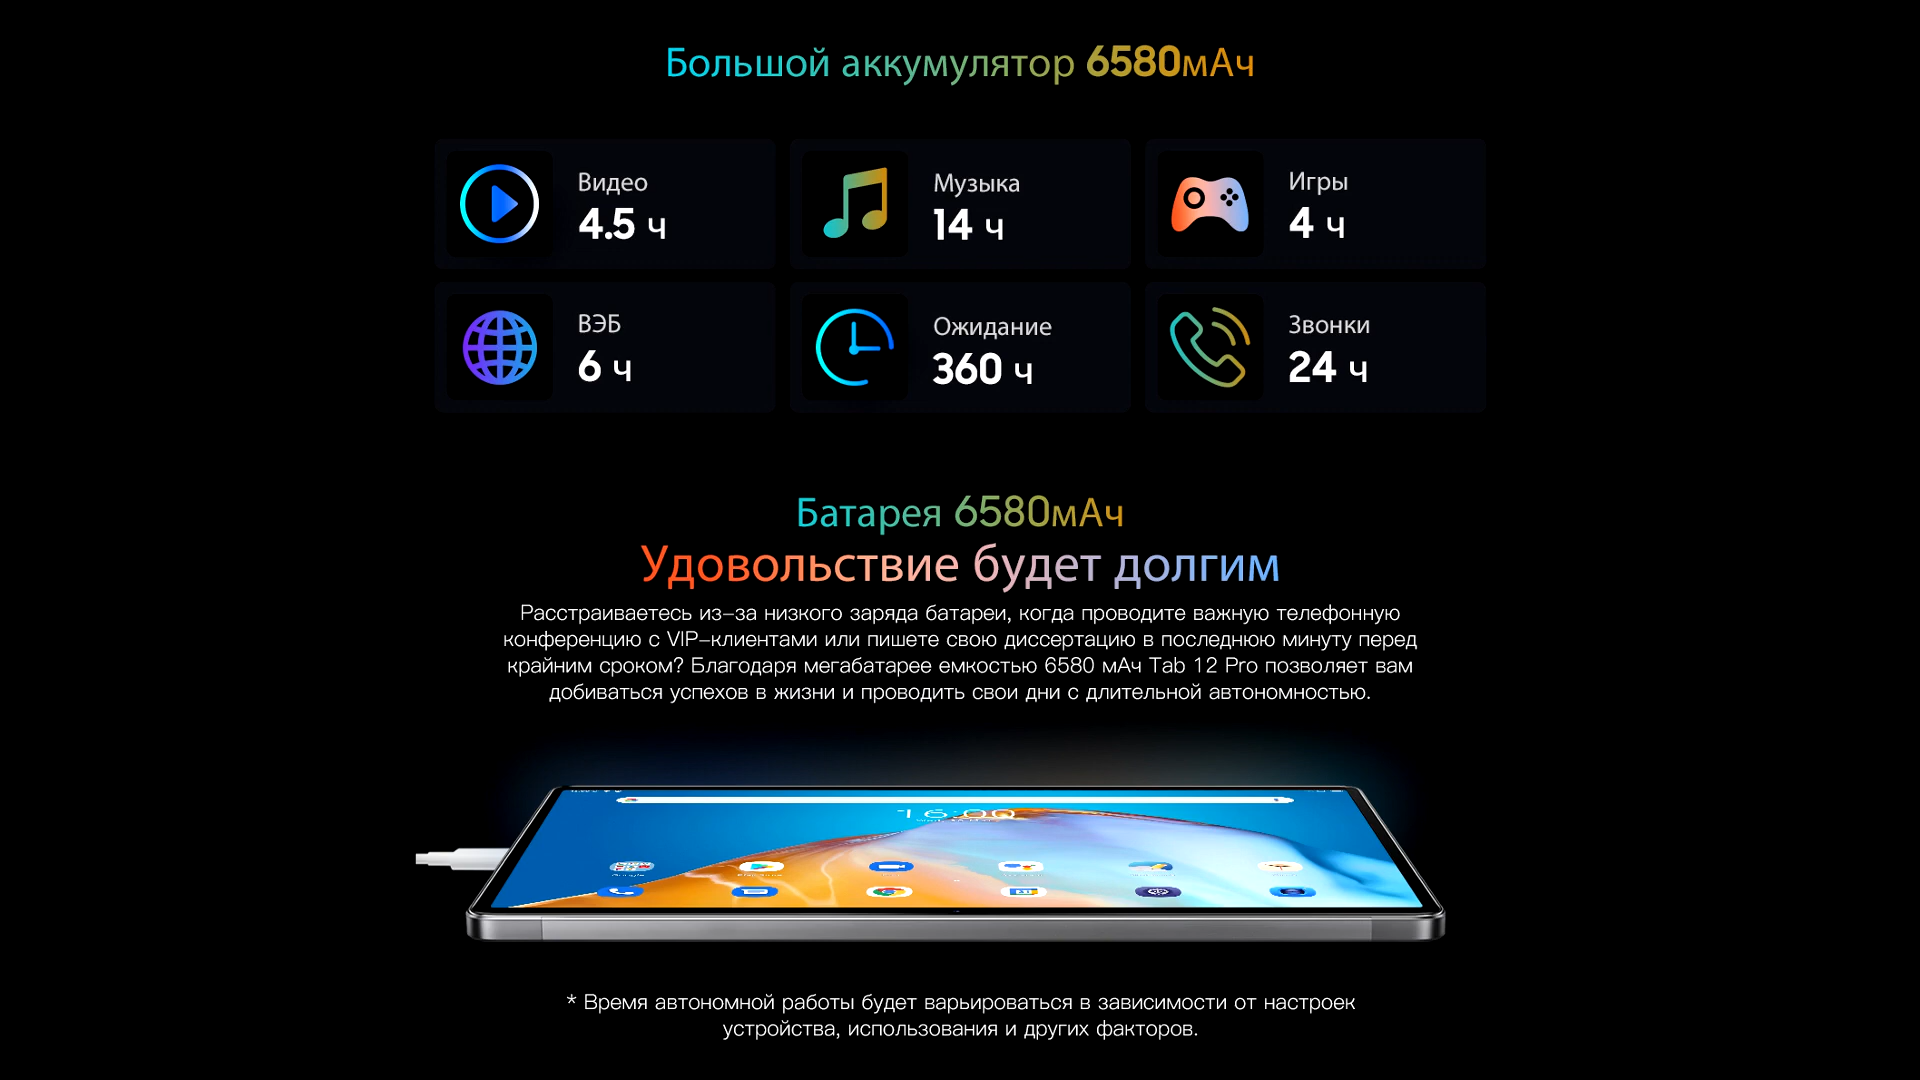 Большой аккумулятор 6580мАч
Видео
4.5 ч
Музыка
14 ч
Игры
4 ч
ВЭБ
6 ч
Ожидание
360 ч
Звонки
24 ч
Батарея 6580мАч
Удовольствие будет долгим
Расстраиваетесь из-за низкого заряда батареи, когда проводите важную телефонную
конференцию с VIP-клиентами или пишете свою диссертацию в последнюю минуту перед
крайним сроком? Благодаря мегабатарее емкостью 6580 мАч Tab 12 Pro позволяет вам
добиваться успехов в жизни и проводить свои дни с длительной автономностью.
16:00
* Время автономной работы будет варьироваться в зависимости от настроек
устройства, использования и других факторов.